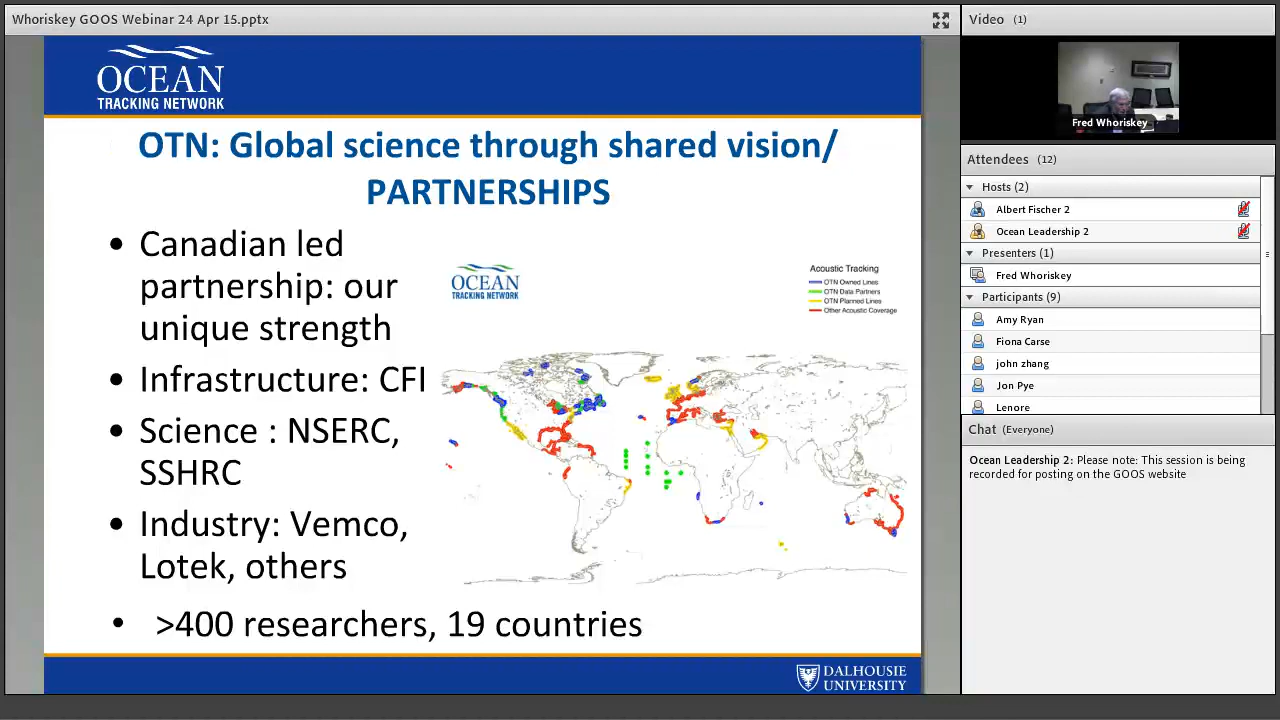 Whoriskey GOOS Webinar 24 Apr 15.pptx
OCEAN
TRACKING NETWORK
OTN: Global science through shared vision/
PARTNERSHIPS
• Canadian led
partnership: our
unique strength
• Infrastructure: CFI
• Science : NSERC,
SSHRC
• Industry: Vemco,
Lotek, others
• >400 researchers, 19 countries
OCEAN
TRACKING NETWORK
Acoustic Tracking
OTN Owned Lines
OTN Data Partners
OTN Planned Lines
Other Acoustic Coverage
DALHOUSIE
UNIVERSITY
Video (1)
Fred Whoriskey
Attendees (12)
Hosts (2)
Albert Fischer 2
Ocean Leadership 2
Presenters (1)
Fred Whoriskey
Participants (9)
Amy Ryan
Fiona Carse
john zhang
Jon Pye
Lenore
Chat (Everyone)
Ocean Leadership 2: Please note: This session is being
recorded for posting on the GOOS website